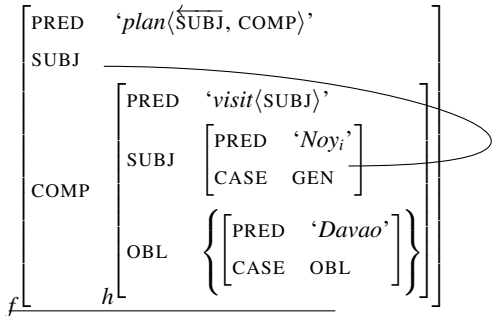 PRED ‘plan⟨SUBJ, COMP⟩’
SUBJ
PRED ‘visit⟨SUBJ⟩’
PRED ‘Noyᵢ’
SUBJ
CASE GEN
COMP
PRED ‘Davao’
OBL
CASE OBL
f h